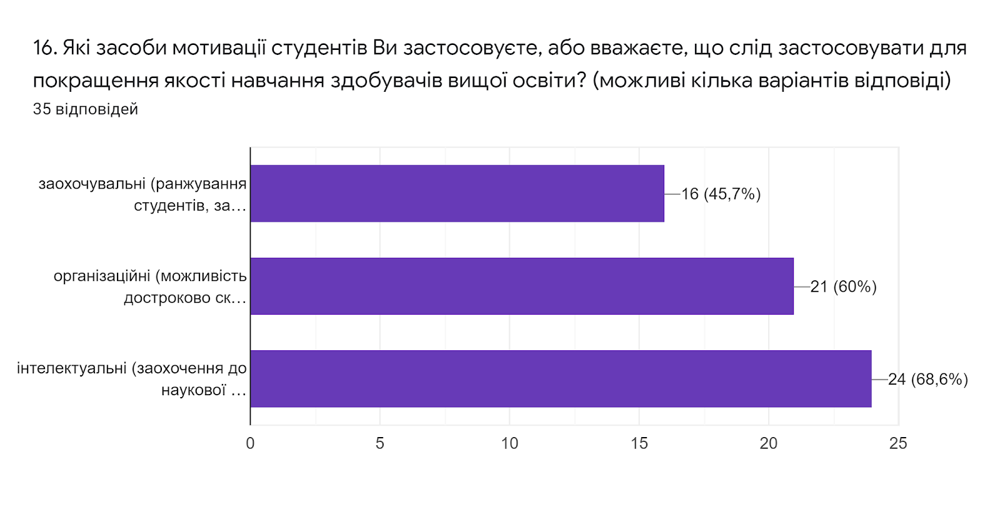 16. Які засоби мотивації студентів Ви застосовуєте, або вважаєте, що слід застосовувати для
покращення якості навчання здобувачів вищої освіти? (можливі кілька варіантів відповіді)
35 відповідей
заохочувальні (ранжування
студентів, за…
16 (45,7%)
організаційні (можливість
достроково ск…
21 (60%)
інтелектуальні (заохочення до
наукової …
24 (68,6%)
0 5 10 15 20 25